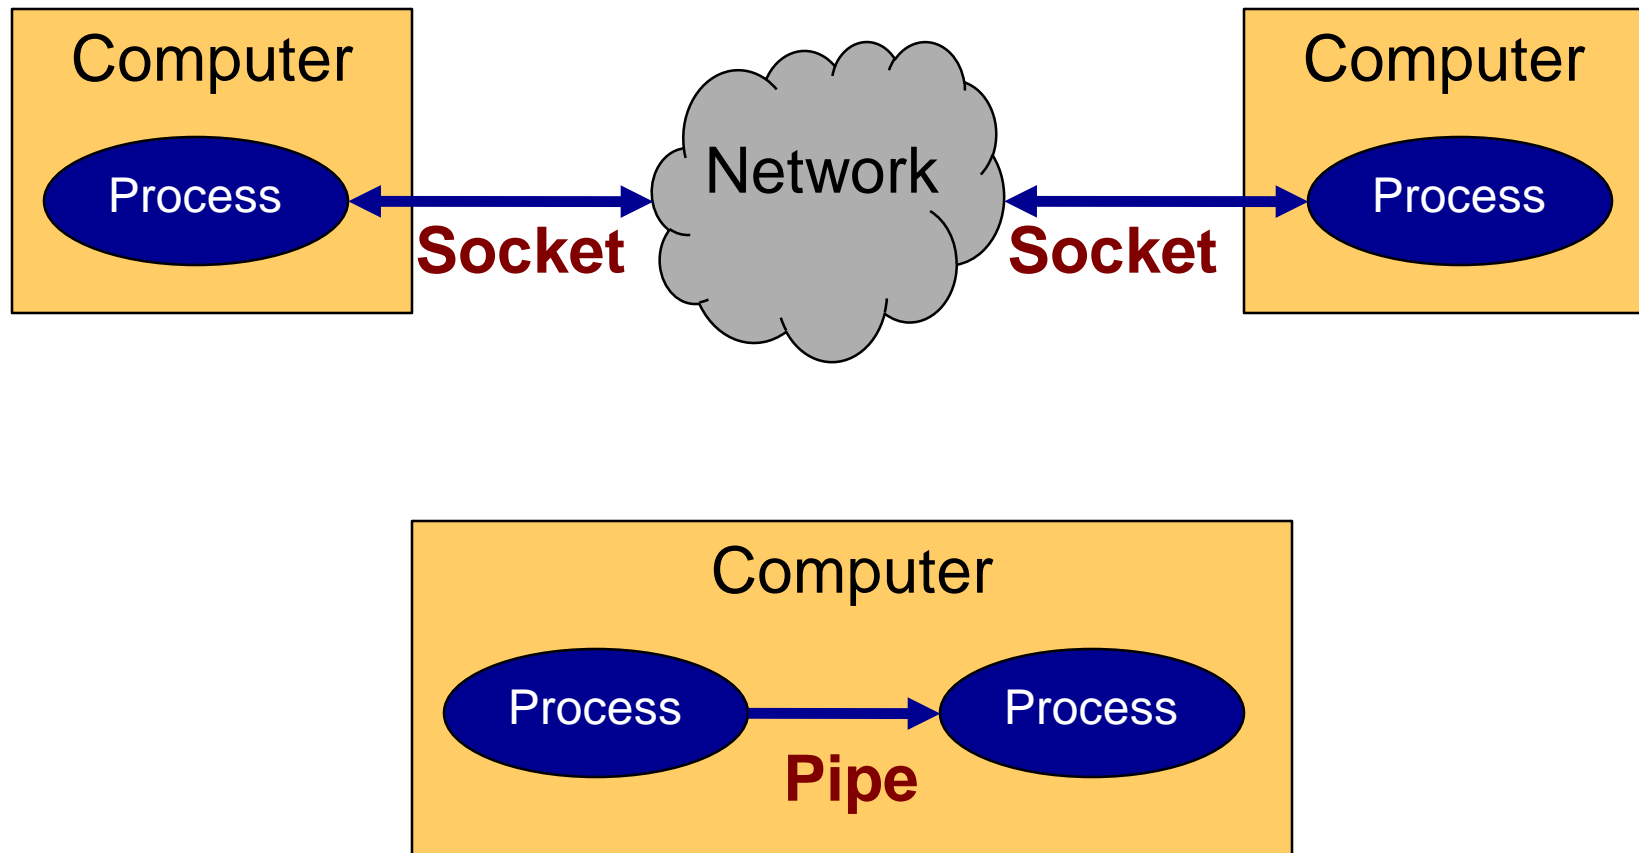 Computer
Process
Socket
Network
Socket
Computer
Process
Computer
Process
Process
Pipe